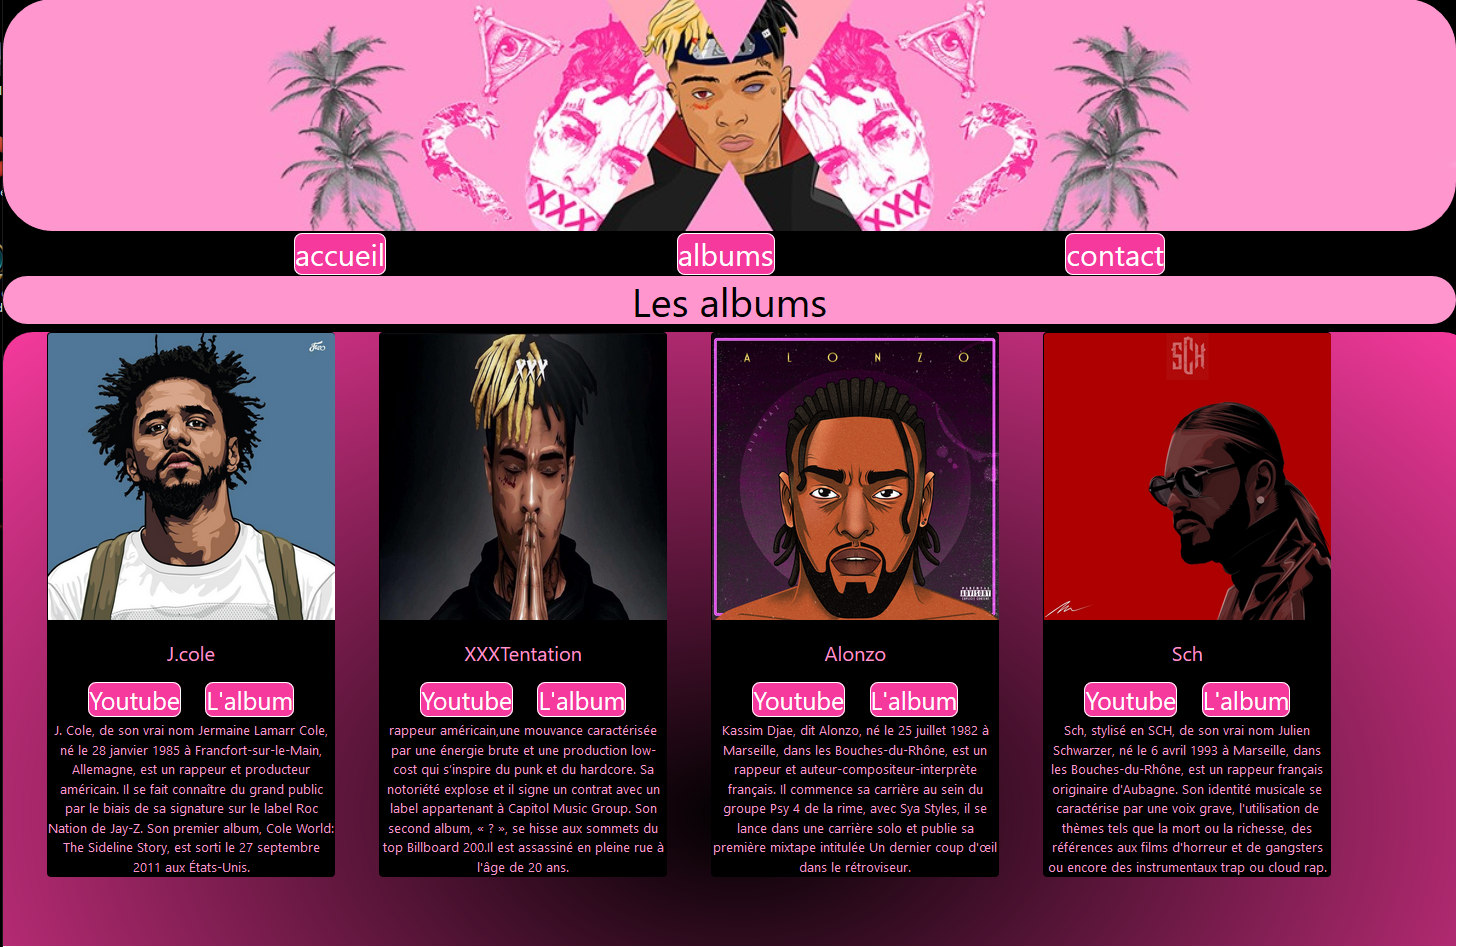 XXX XXX
accueil albums contact
Les albums
XXX
A L O N Z. O
SCH
PARENTAL
ADVISORY
EXPLICIT CONTENT
J.cole
Youtube L'album
J. Cole, de son vrai nom Jermaine Lamarr Cole,
né le 28 janvier 1985 à Francfort-sur-le-Main,
Allemagne, est un rappeur et producteur
américain. Il se fait connaître du grand public
par le biais de sa signature sur le label Roc
Nation de Jay-Z. Son premier album, Cole World:
The Sideline Story, est sorti le 27 septembre
2011 aux États-Unis.
XXXTentation
Youtube L'album
rappeur américain,une mouvance caractérisée
par une énergie brute et une production low-
cost qui s'inspire du punk et du hardcore. Sa
notoriété explose et il signe un contrat avec un
label appartenant à Capitol Music Group. Son
second album, « ? », se hisse aux sommets du
top Billboard 200.Il est assassiné en pleine rue à
l'âge de 20 ans.
Alonzo
Youtube L'album
Kassim Djae, dit Alonzo, né le 25 juillet 1982 à
Marseille, dans les Bouches-du-Rhône, est un
rappeur et auteur-compositeur-interprète
français. Il commence sa carrière au sein du
groupe Psy 4 de la rime, avec Sya Styles, il se
lance dans une carrière solo et publie sa
première mixtape intitulée Un dernier coup d'œil
dans le rétroviseur.
Sch
Youtube L'album
Sch, stylisé en SCH, de son vrai nom Julien
Schwarzer, né le 6 avril 1993 à Marseille, dans
les Bouches-du-Rhône, est un rappeur français
originaire d'Aubagne. Son identité musicale se
caractérise par une voix grave, l'utilisation de
thèmes tels que la mort ou la richesse, des
références aux films d'horreur et de gangsters
ou encore des instrumentaux trap ou cloud rap.